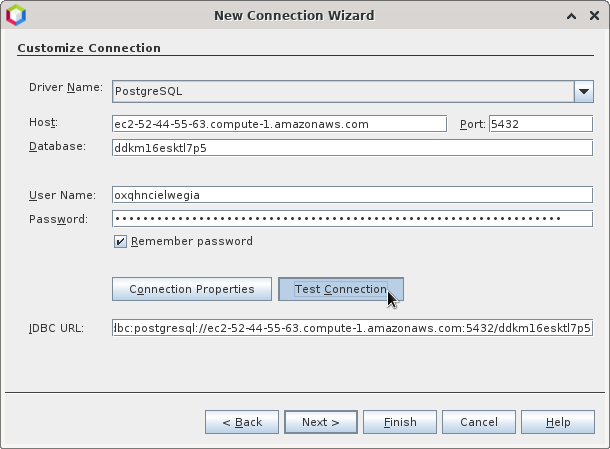 New Connection Wizard
Customize Connection
Driver Name: PostgreSQL
Host: ec2-52-44-55-63.compute-1.amazonaws.com Port: 5432
Database: ddkm16esktl7p5
User Name: oxqhncielwegia
Password: ••••••••••••••••••••••••••••••••••••••••••••••••••••••••••••••••
Remember password
Connection Properties Test Connection
JDBC URL: dbc:postgresql://ec2-52-44-55-63.compute-1.amazonaws.com:5432/ddkm16esktl7p5
< Back Next > Finish Cancel Help